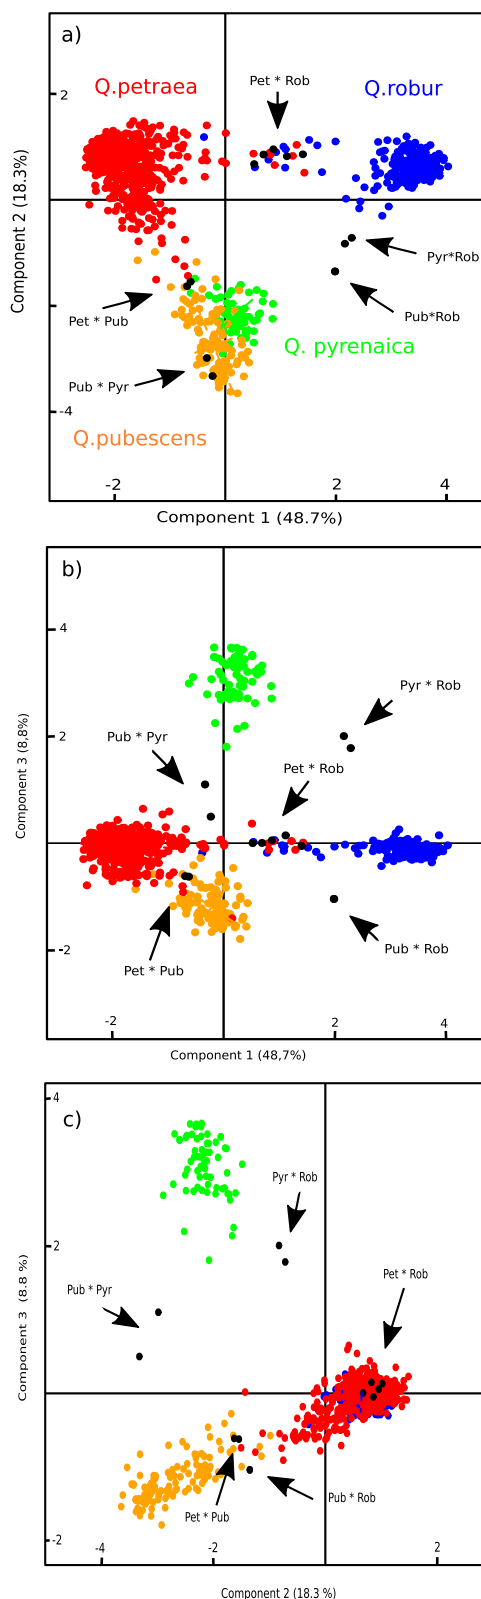 a)
Q.petraea
Pet * Rob
Q.robur
2
Pyr*Rob
Pub*Rob
Pet * Pub
Q. pyrenaica
Pub * Pyr
-4
Q.pubescens
-2
2
4
Component 1 (48.7%)
Component 2 (18.3%)
b)
4
Pyr * Rob
Pub * Pyr
2
Pet * Rob
-2
Pub * Rob
Pet * Pub
-2
2
4
Component 1 (48,7%)
Component 3 (8,8%)
c)
4
Pyr * Rob
2
Pub * Pyr
Pet * Rob
Pub * Rob
Pet * Pub
-2
-4
-2
2
Component 2 (18.3 %)
Component 3 (8.8 %)